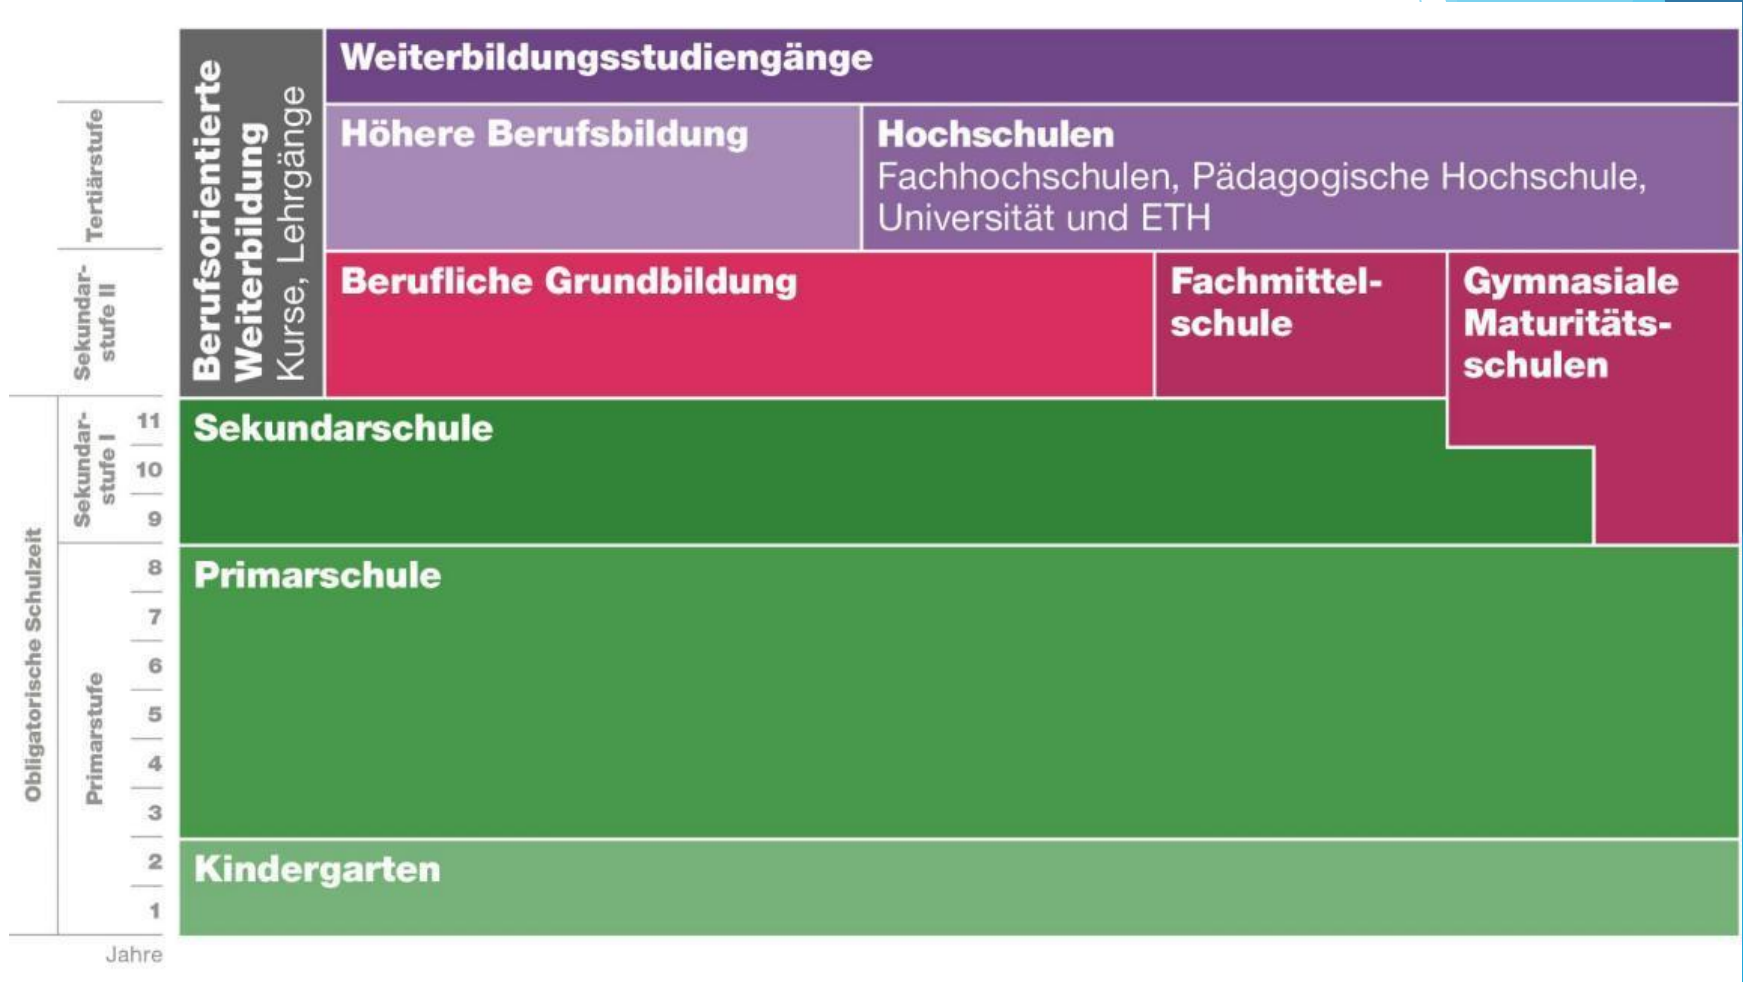 Weiterbildungsstudiengänge
Berufsorientierte
Weiterbildung
Kurse, Lehrgänge
Tertiärstufe
Höhere Berufsbildung
Hochschulen
Fachhochschulen, Pädagogische Hochschule,
Universität und ETH
Sekundar-
stufe II
Berufliche Grundbildung
Fachmittel-
schule
Gymnasiale
Maturitäts-
schulen
Obligatorische Schulzeit
Sekundar-
stufe I
11
10
9
Sekundarschule
Primarstufe
8
7
6
5
4
3
2
1
Primarschule
Kindergarten
Jahre